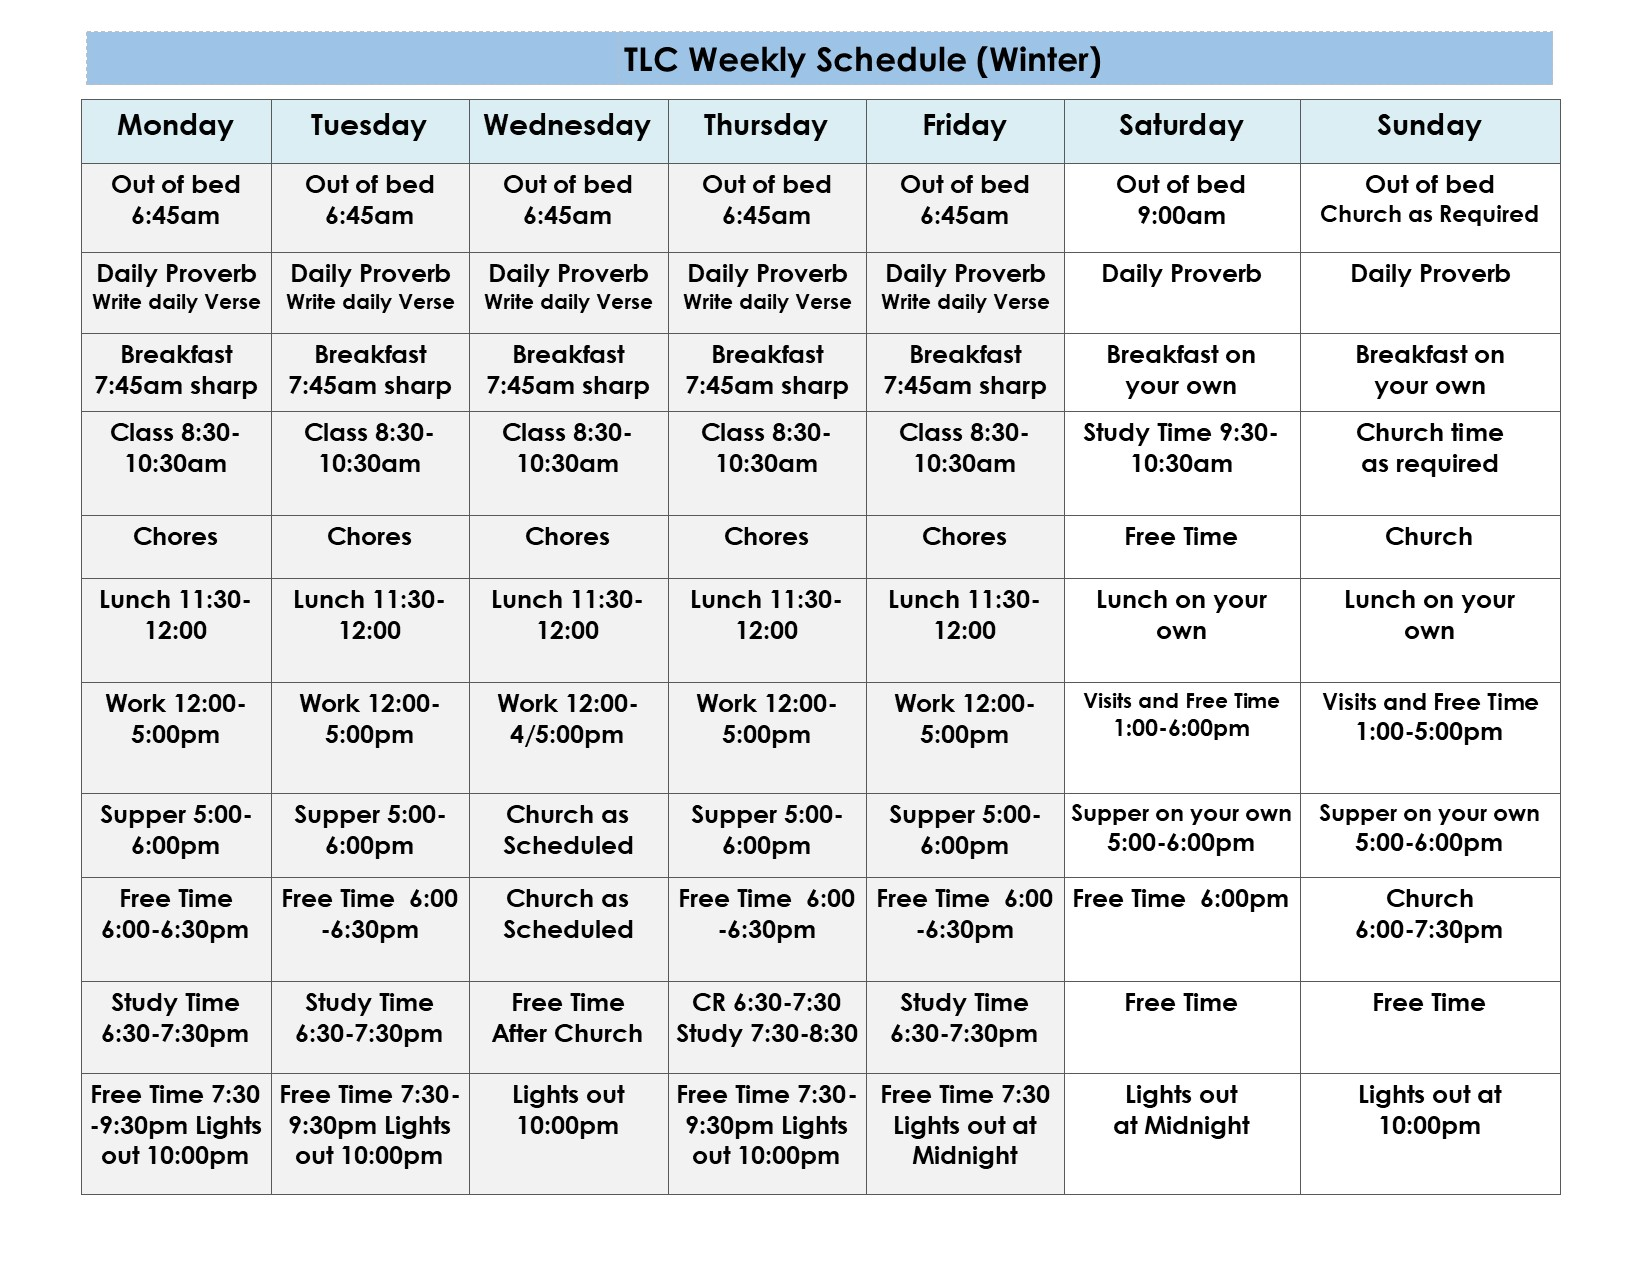 TLC Weekly Schedule (Winter)
Monday Tuesday Wednesday Thursday Friday Saturday Sunday
Out of bed Out of bed Out of bed Out of bed Out of bed Out of bed Out of bed
6:45am 6:45am 6:45am 6:45am 6:45am 9:00am Church as Required
Daily Proverb Daily Proverb Daily Proverb Daily Proverb Daily Proverb Daily Proverb Daily Proverb
Write daily Verse Write daily Verse Write daily Verse Write daily Verse Write daily Verse
Breakfast Breakfast Breakfast Breakfast Breakfast Breakfast on Breakfast on
7:45am sharp 7:45am sharp 7:45am sharp 7:45am sharp 7:45am sharp your own your own
Class 8:30- Class 8:30- Class 8:30- Class 8:30- Class 8:30- Study Time 9:30- Church time
10:30am 10:30am 10:30am 10:30am 10:30am 10:30am as required
Chores Chores Chores Chores Chores Free Time Church
Lunch 11:30- Lunch 11:30- Lunch 11:30- Lunch 11:30- Lunch 11:30- Lunch on your Lunch on your
12:00 12:00 12:00 12:00 12:00 own own
Work 12:00- Work 12:00- Work 12:00- Work 12:00- Work 12:00- Visits and Free Time Visits and Free Time
5:00pm 5:00pm 4/5:00pm 5:00pm 5:00pm 1:00-6:00pm 1:00-5:00pm
Supper 5:00- Supper 5:00- Church as Supper 5:00- Supper 5:00- Supper on your own Supper on your own
6:00pm 6:00pm Scheduled 6:00pm 6:00pm 5:00-6:00pm 5:00-6:00pm
Free Time Free Time 6:00 Church as Free Time 6:00 Free Time 6:00 Free Time 6:00pm Church
6:00-6:30pm -6:30pm Scheduled -6:30pm -6:30pm 6:00-7:30pm
Study Time Study Time Free Time CR 6:30-7:30 Study Time Free Time Free Time
6:30-7:30pm 6:30-7:30pm After Church Study 7:30-8:30 6:30-7:30pm
Free Time 7:30 Free Time 7:30- Lights out Free Time 7:30- Free Time 7:30 Lights out Lights out at
-9:30pm Lights 9:30pm Lights 10:00pm 9:30pm Lights Lights out at at Midnight 10:00pm
out 10:00pm out 10:00pm out 10:00pm Midnight